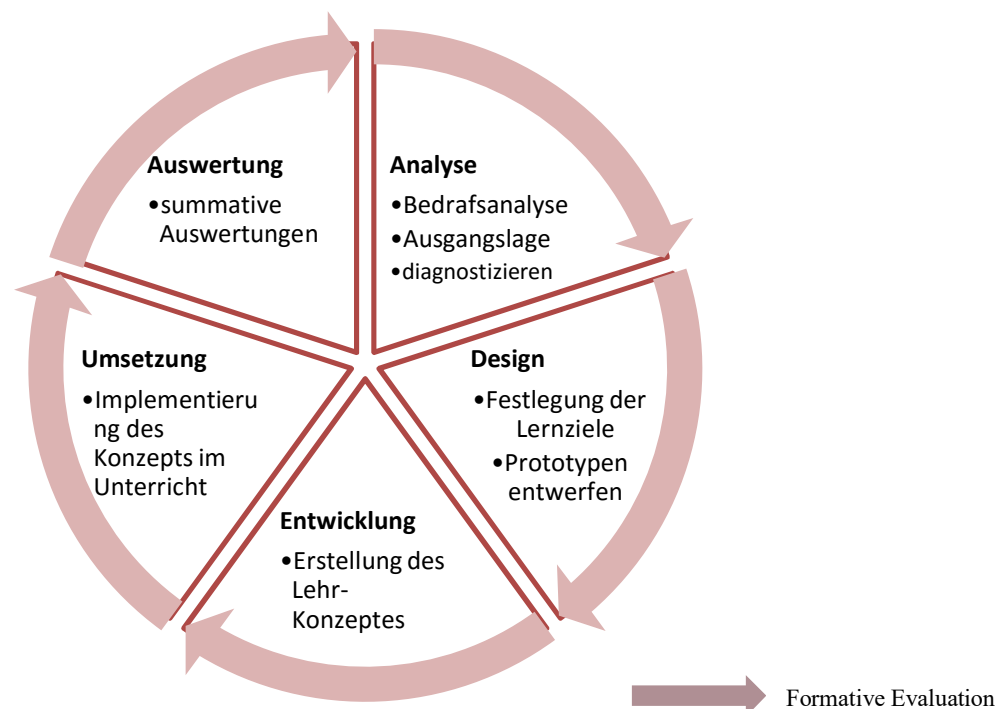 Auswertung
•summative
Auswertungen
Analyse
•Bedrafsanalyse
•Ausgangslage
•diagnostizieren
Design
•Festlegung der
Lernziele
•Prototypen
entwerfen
Entwicklung
•Erstellung des
Lehr-
Konzeptes
Umsetzung
•Implementieru
ng des
Konzepts im
Unterricht
Formative Evaluation